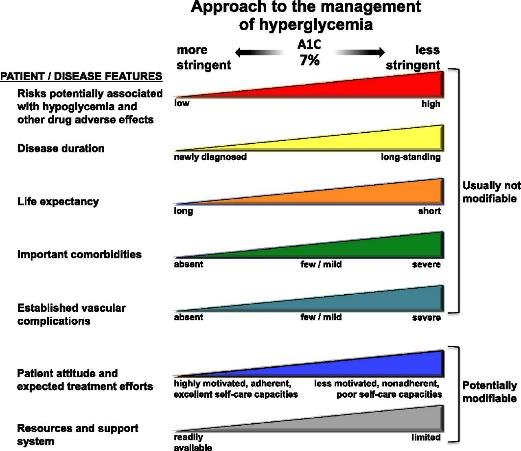 Approach to the management
of hyperglycemia
more
stringent
A1C
7%
less
stringent
PATIENT / DISEASE FEATURES
Risks potentially associated
with hypoglycemia and
other drug adverse effects
low
high
Disease duration
newly diagnosed
long-standing
Life expectancy
long
short
Important comorbidities
absent
few / mild
severe
Established vascular
complications
absent
few / mild
severe
Usually not
modifiable
Patient attitude and
expected treatment efforts
highly motivated, adherent,
excellent self-care capacities
less motivated, nonadherent,
poor self-care capacities
Resources and support
system
readily
available
limited
Potentially
modifiable